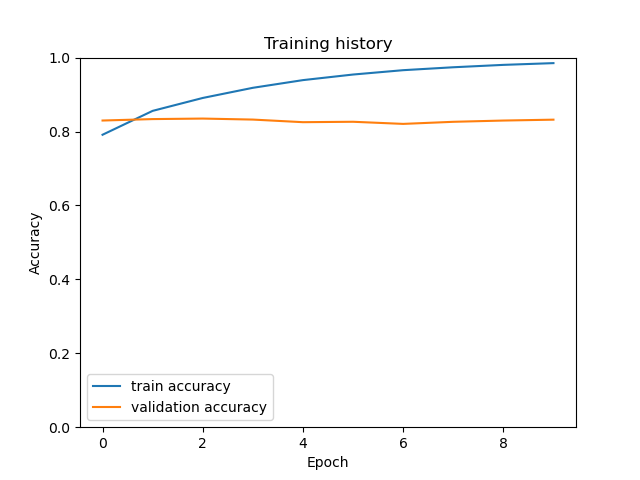 Training history
1.0
0.8
0.6
0.4
0.2
0.0
Accuracy
train accuracy
validation accuracy
0 2 4 6 8
Epoch